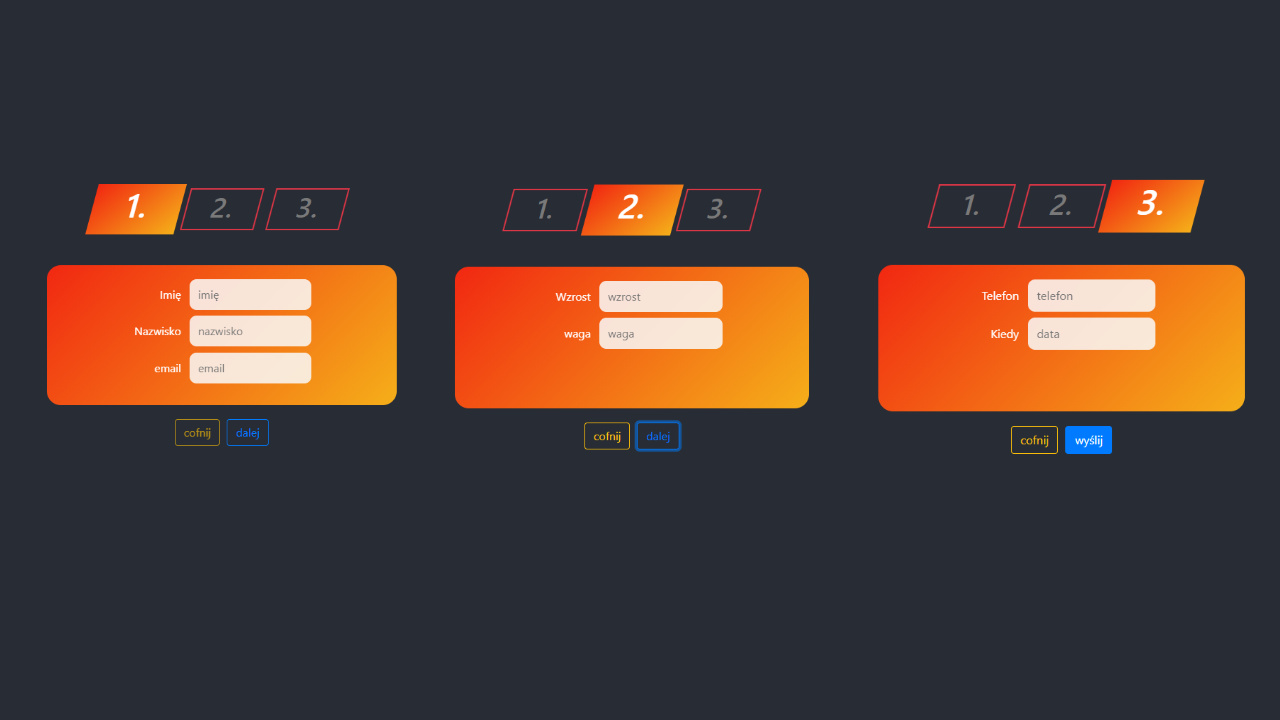 1. 2. 3.
Imię imię
Nazwisko nazwisko
email email
cofnij dalej
1. 2. 3.
Wzrost wzrost
waga waga
cofnij dalej
1. 2. 3.
Telefon telefon
Kiedy data
cofnij wyślij